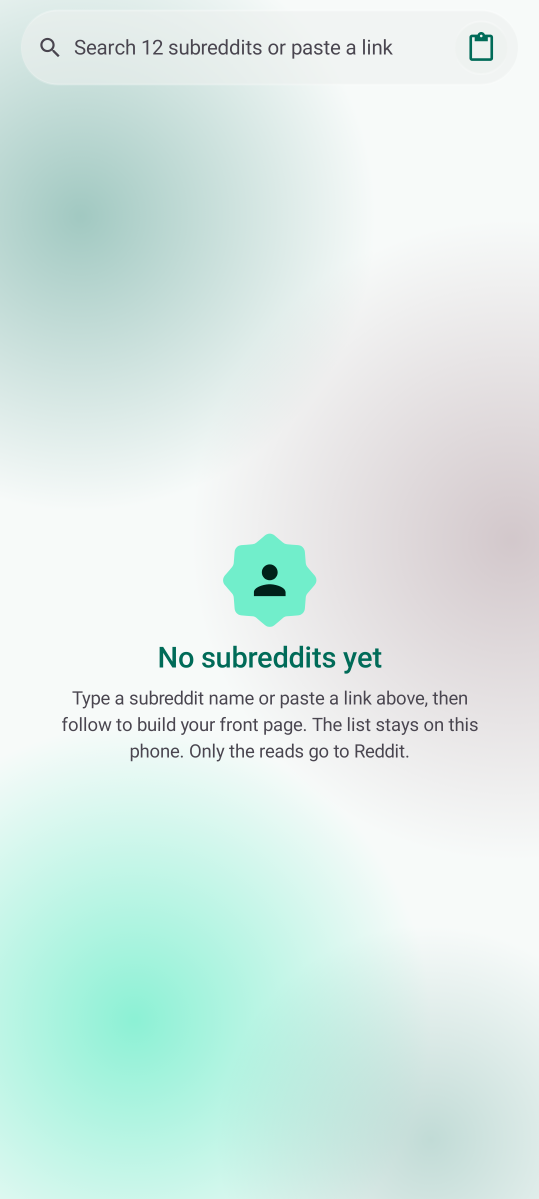 Search 12 subreddits or paste a link
No subreddits yet
Type a subreddit name or paste a link above, then
follow to build your front page. The list stays on this
phone. Only the reads go to Reddit.